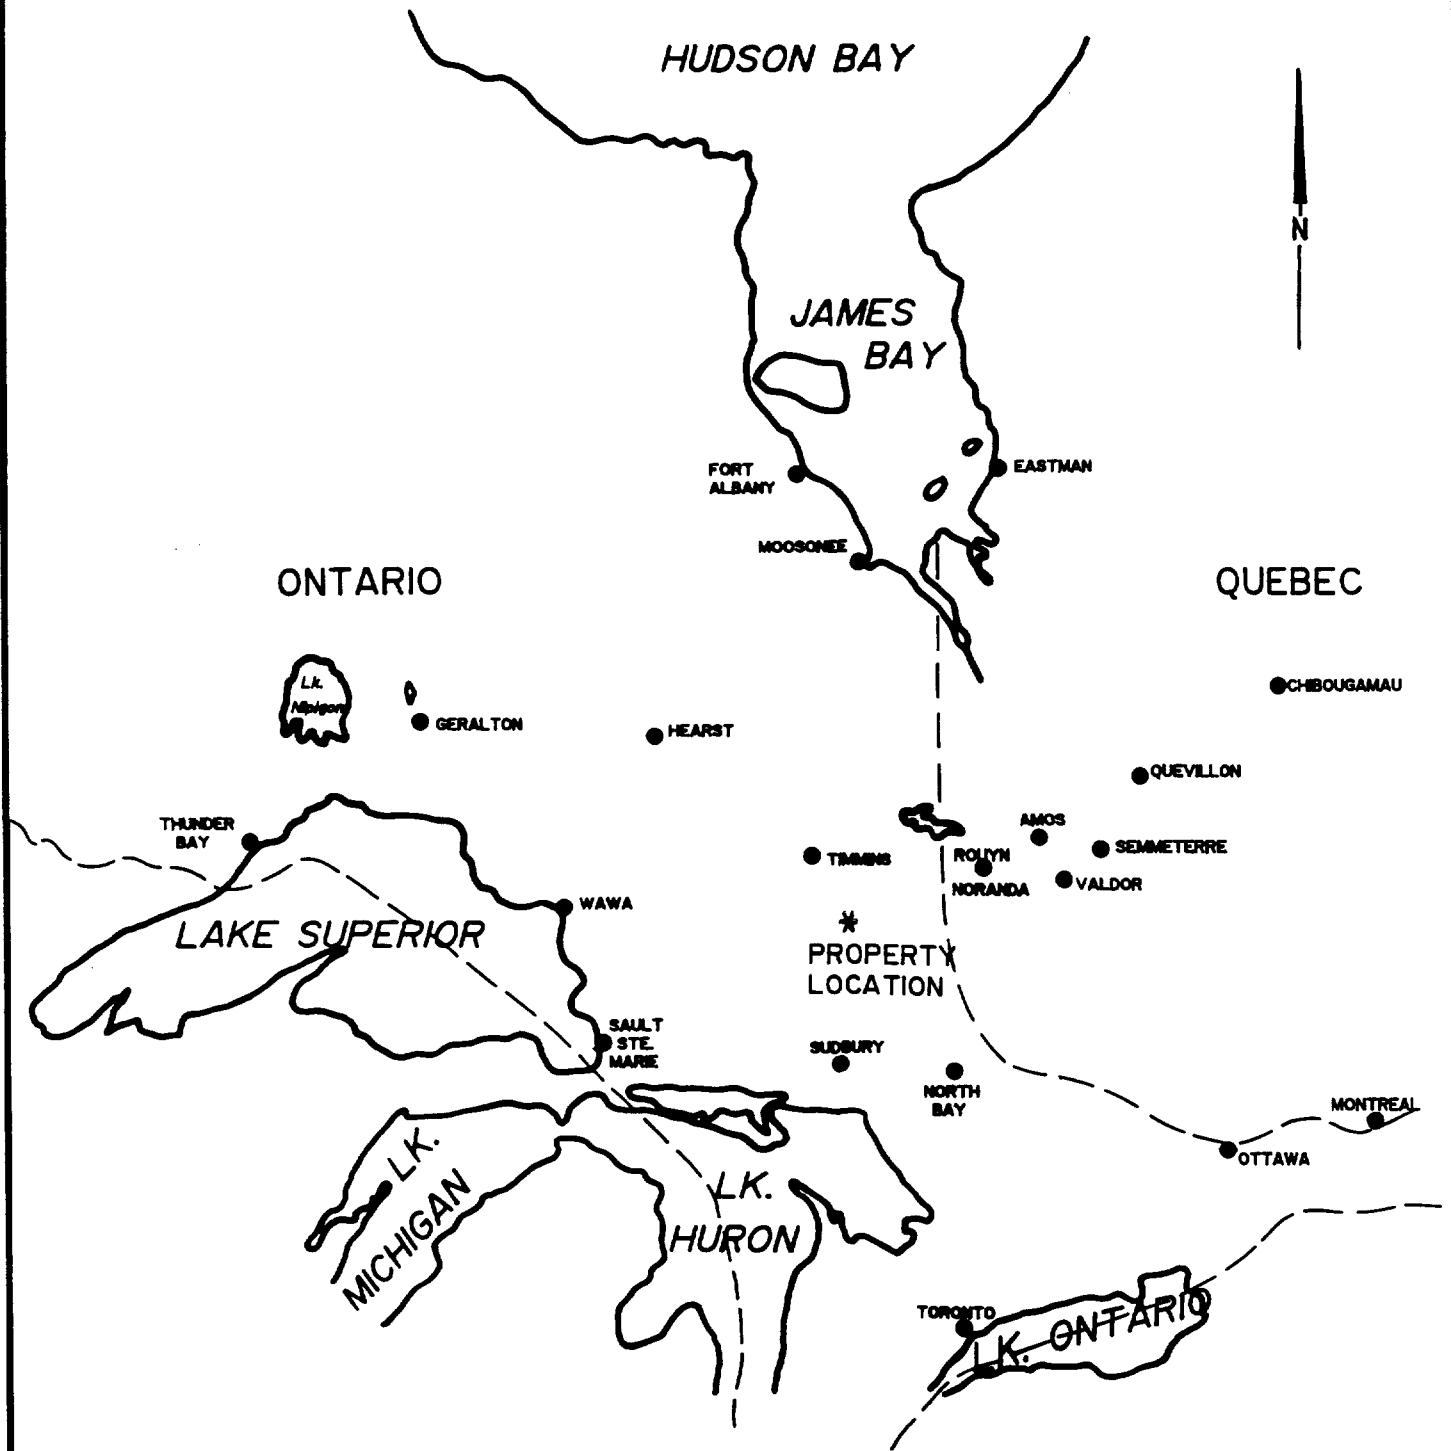 HUDSON BAY
N
JAMES
BAY
FORT
ALBANY
EASTMAN
MOOSONEE
ONTARIO
QUEBEC
Lk.
Nipigon
CHIBOUGAMAU
GERALTON
HEARST
QUEVILLON
THUNDER
BAY
AMOS
TIMMINS
ROUYN
NORANDA
SEMMETERRE
VALDOR
WAWA
LAKE SUPERIOR
*
PROPERTY
LOCATION
SAULT
STE.
MARIE
SUDBURY
NORTH
BAY
MONTREAL
OTTAWA
LK.
MICHIGAN
LK.
HURON
TORONTO
LK. ONTARIO